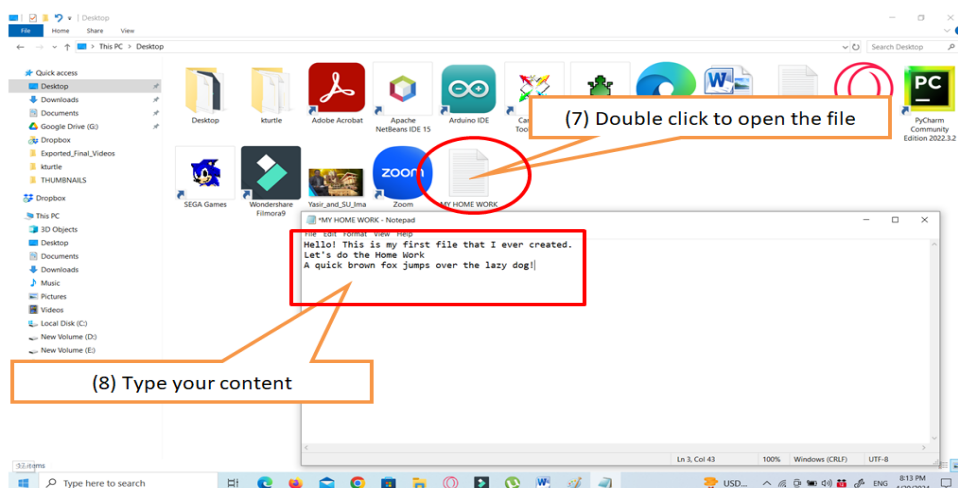 Desktop
File Home Share View
This PC > Desktop
Search Desktop
Quick access
Desktop
Downloads
Documents
Google Drive (G:)
Dropbox
Exported_Final_Videos
kturtle
THUMBNAILS
Dropbox
This PC
3D Objects
Desktop
Documents
Downloads
Music
Pictures
Videos
Local Disk (C:)
New Volume (D:)
New Volume (E:)
Desktop
kturtle
Adobe Acrobat
Apache
NetBeans IDE 15
Arduino IDE
PC
PyCharm
Community
Edition 2022.3.2
(7) Double click to open the file
SEGA Games
Wondershare
Filmora9
Yasir_and_SU_Ima
zoom
Zoom
MY HOME WORK
*MY HOME WORK - Notepad
File Edit Format View Help
Hello! This is my first file that I ever created.
Let's do the Home Work
A quick brown fox jumps over the lazy dog!
(8) Type your content
Ln 3, Col 43 100% Windows (CRLF) UTF-8
Type here to search
USD...
ENG
8:13 PM